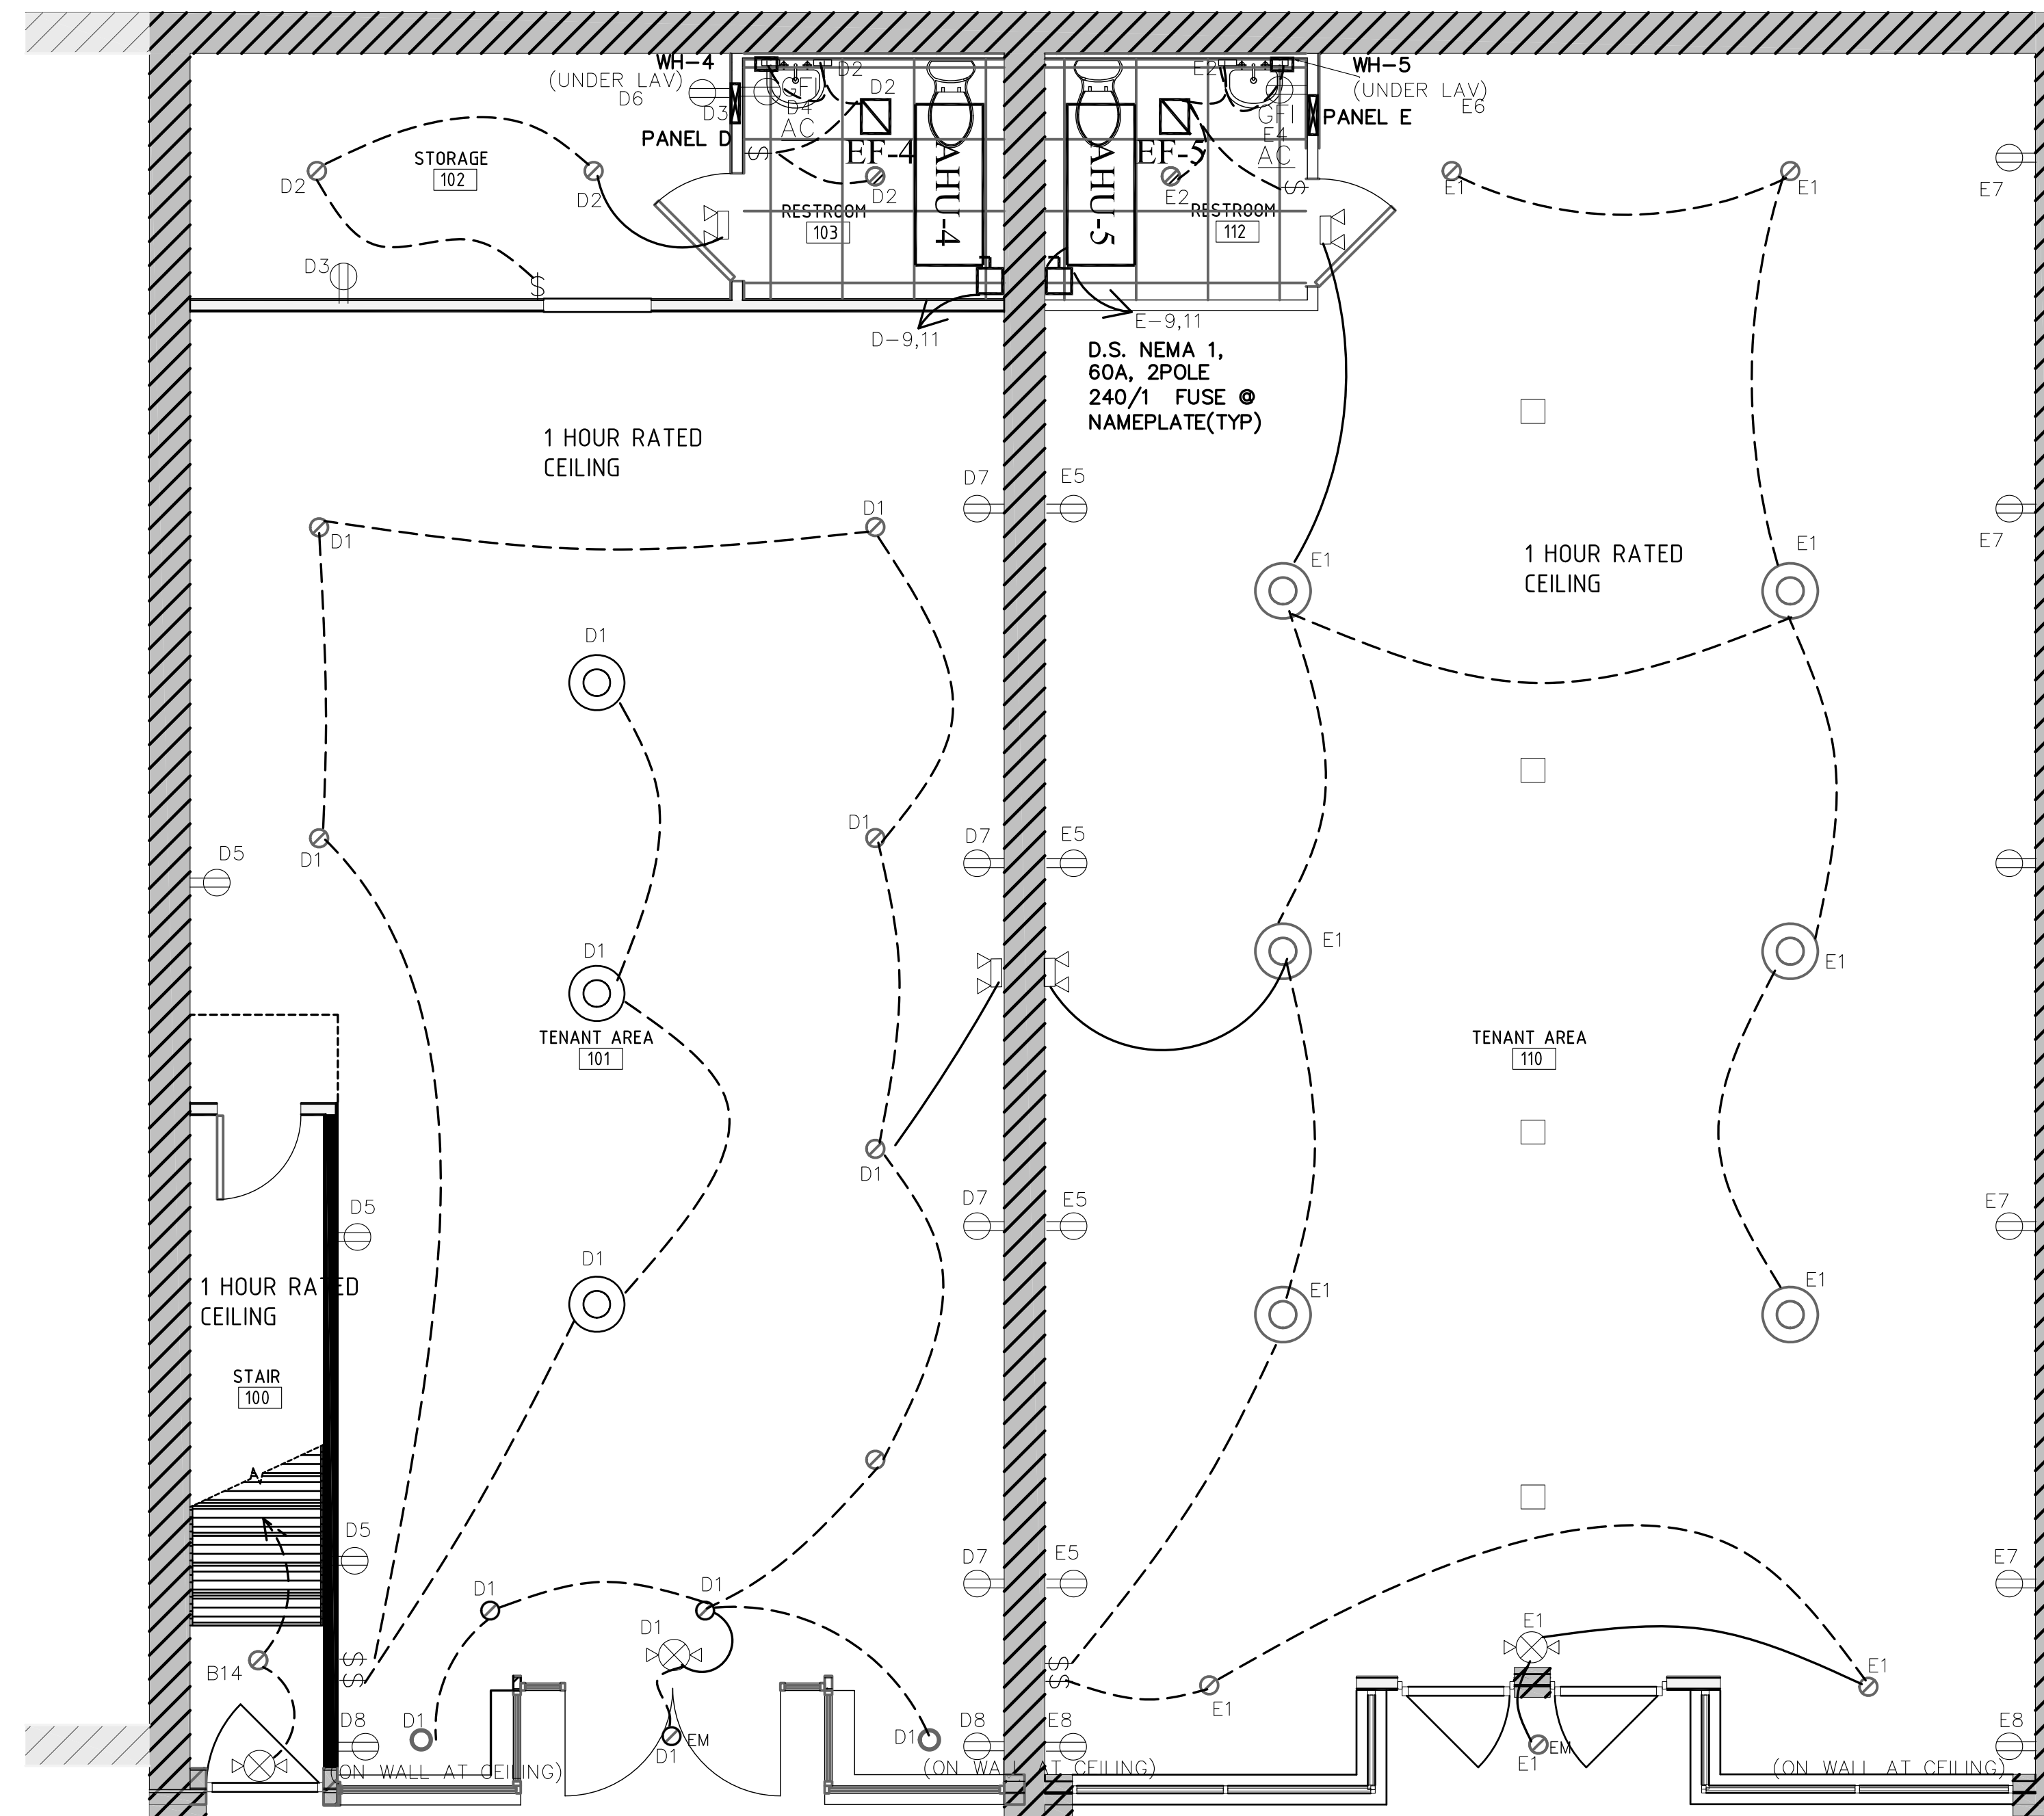 WH-4
(UNDER LAV)
D6
D3
PANEL D
D2
D2
GFI
D4
AC
EF-4
AHU-4
D2
RESTROOM
103
STORAGE
102
D2
D2
D3
D-9,11
E2
WH-5
(UNDER LAV)
E6
PANEL E
GFI
E4
AC
EF-5
AHU-5
E2
RESTROOM
112
E1
E1
E7
E-9,11
D.S. NEMA 1,
60A, 2POLE
240/1 FUSE @
NAMEPLATE(TYP)
1 HOUR RATED
CEILING
D7
E5
D1
D1
E7
1 HOUR RATED
CEILING
E1
E1
D1
D1
D1
D5
D7
E5
D1
E1
E1
TENANT AREA
101
TENANT AREA
110
D1
D5
D7
E5
E7
D1
1 HOUR RATED
CEILING
E1
E1
STAIR
100
D5
D7
E5
E7
D1
D1
D1
E1
B14
E1
E1
D8
D1
D1
EM
D1
D8
E8
E1
EM
E8
(ON WALL AT CEILING)
(ON WALL AT CEILING)
(ON WALL AT CEILING)